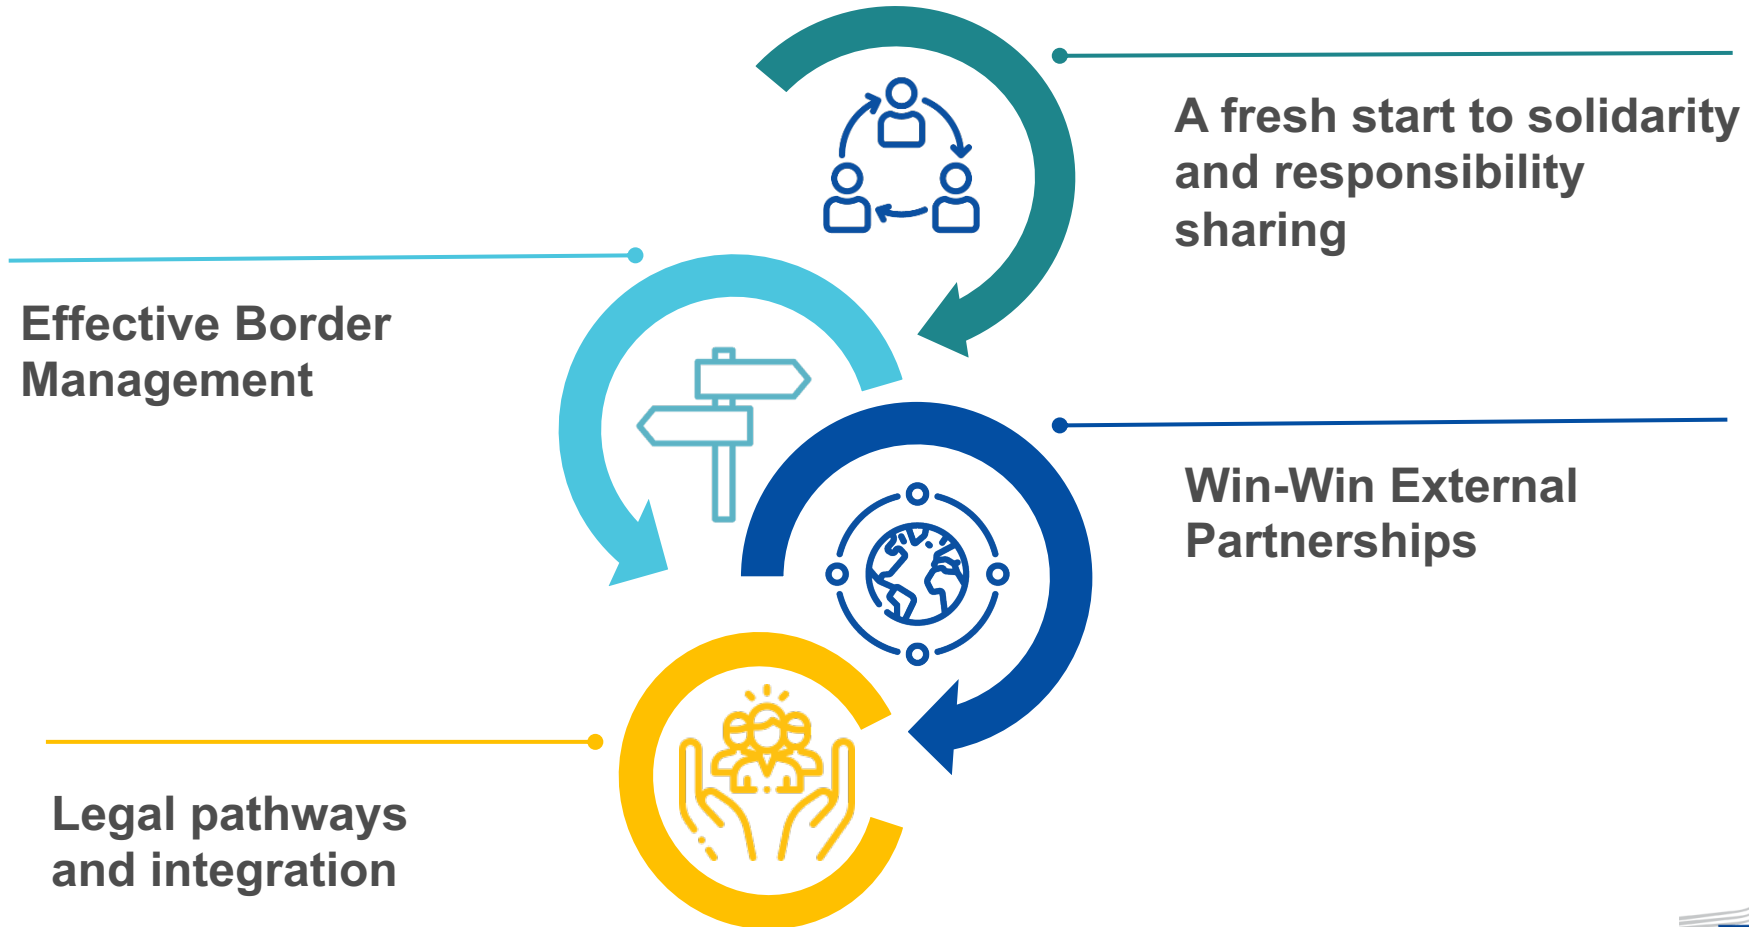 A fresh start to solidarity
and responsibility
sharing
Effective Border
Management
Win-Win External
Partnerships
Legal pathways
and integration